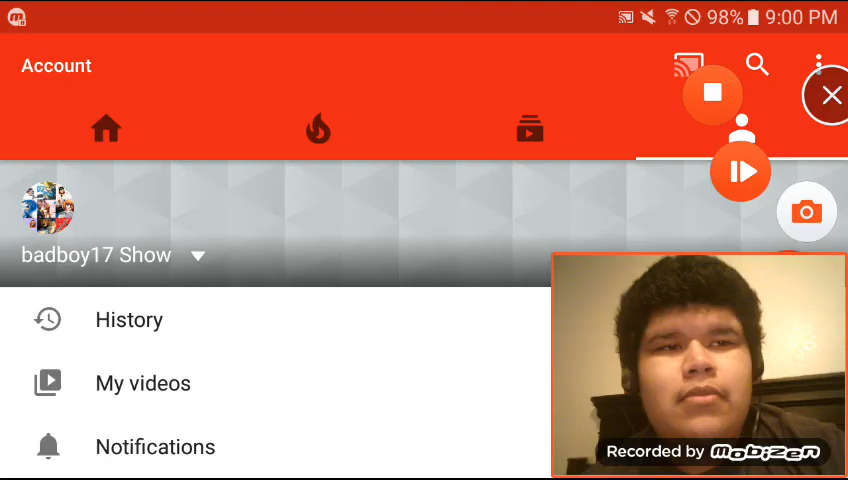 98% 9:00 PM
Account
badboy17 Show
History
My videos
Notifications
Recorded by mobizen